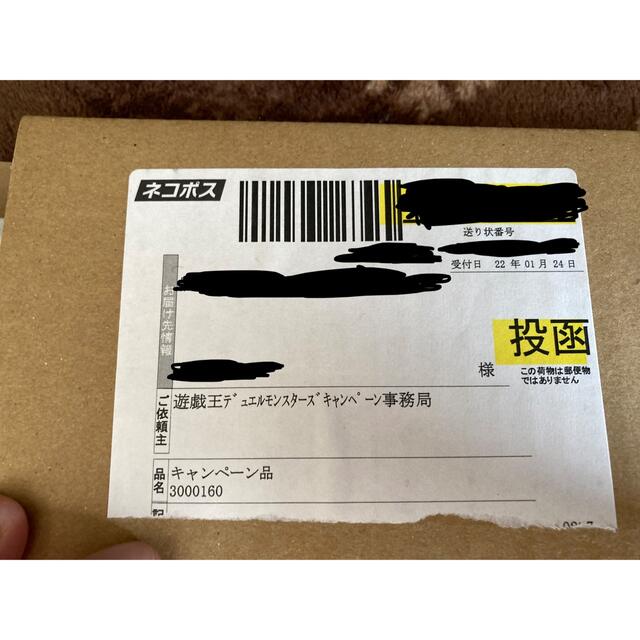 ネコポス
送り状番号
受付日 22 年 01 月 24 日
お届け先情報
様
投函
この荷物は郵便物
ではありません
ご依頼主
遊戯王ﾃﾞｭエルモンスターズキャンペーン事務局
品名
キャンペーン品
3000160
記